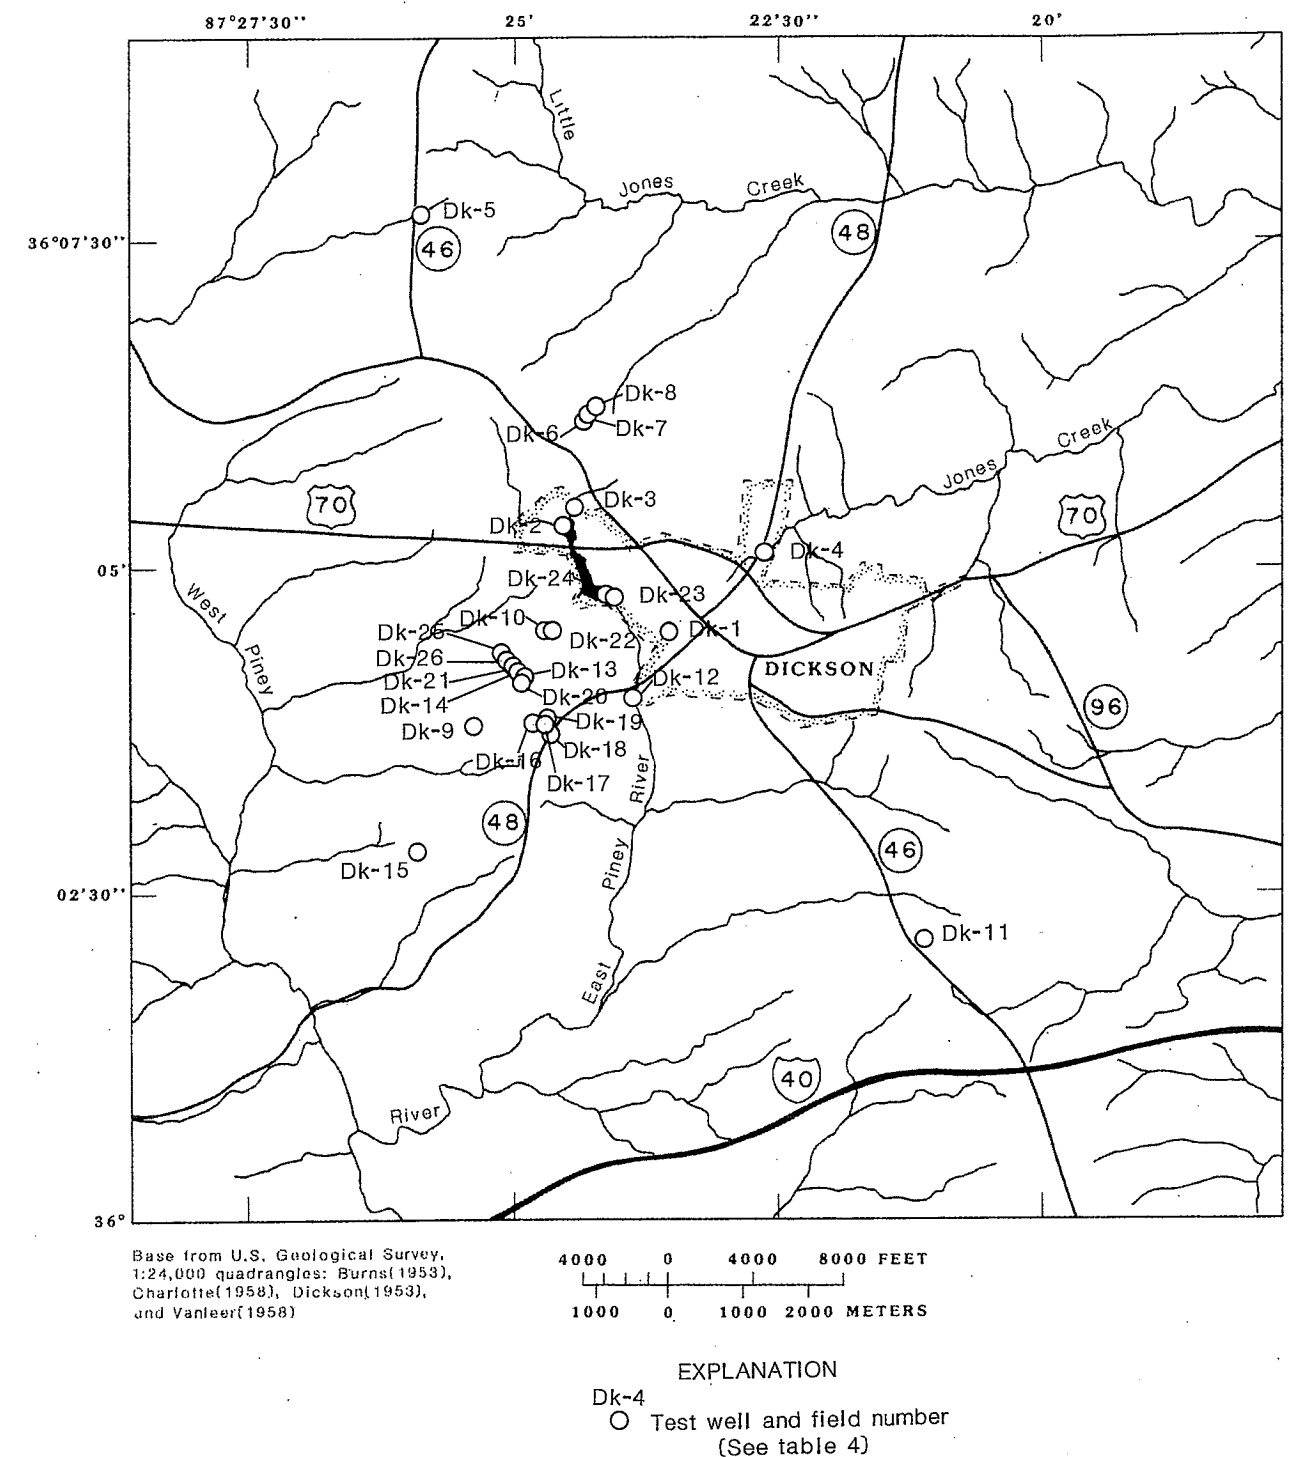 87°27'30'' 25' 22'30'' 20'
Little
Jones Creek
Dk-5
36°07'30''
46
48
Dk-8
Dk-6
Dk-7
Creek
Jones
70
Dk-3
Dk-2
70
Dk-4
05'
Dk-24
Dk-23
West
Dk-10
Dk-22
Dk-1
Dk-25
Dk-26
Piney
Dk-13
DICKSON
Dk-12
Dk-21
Dk-20
Dk-14
96
Dk-9
Dk-19
Dk-18
Dk-16
Dk-17
River
48
46
Piney
Dk-15
02'30''
Dk-11
East
40
River
36°
Base from U.S. Geological Survey,
1:24,000 quadrangles: Burns(1953),
Charlotte(1958), Dickson(1953),
and Vanleer(1958)
4000 0 4000 8000 FEET
1000 0 1000 2000 METERS
EXPLANATION
Dk-4
Test well and field number
(See table 4)